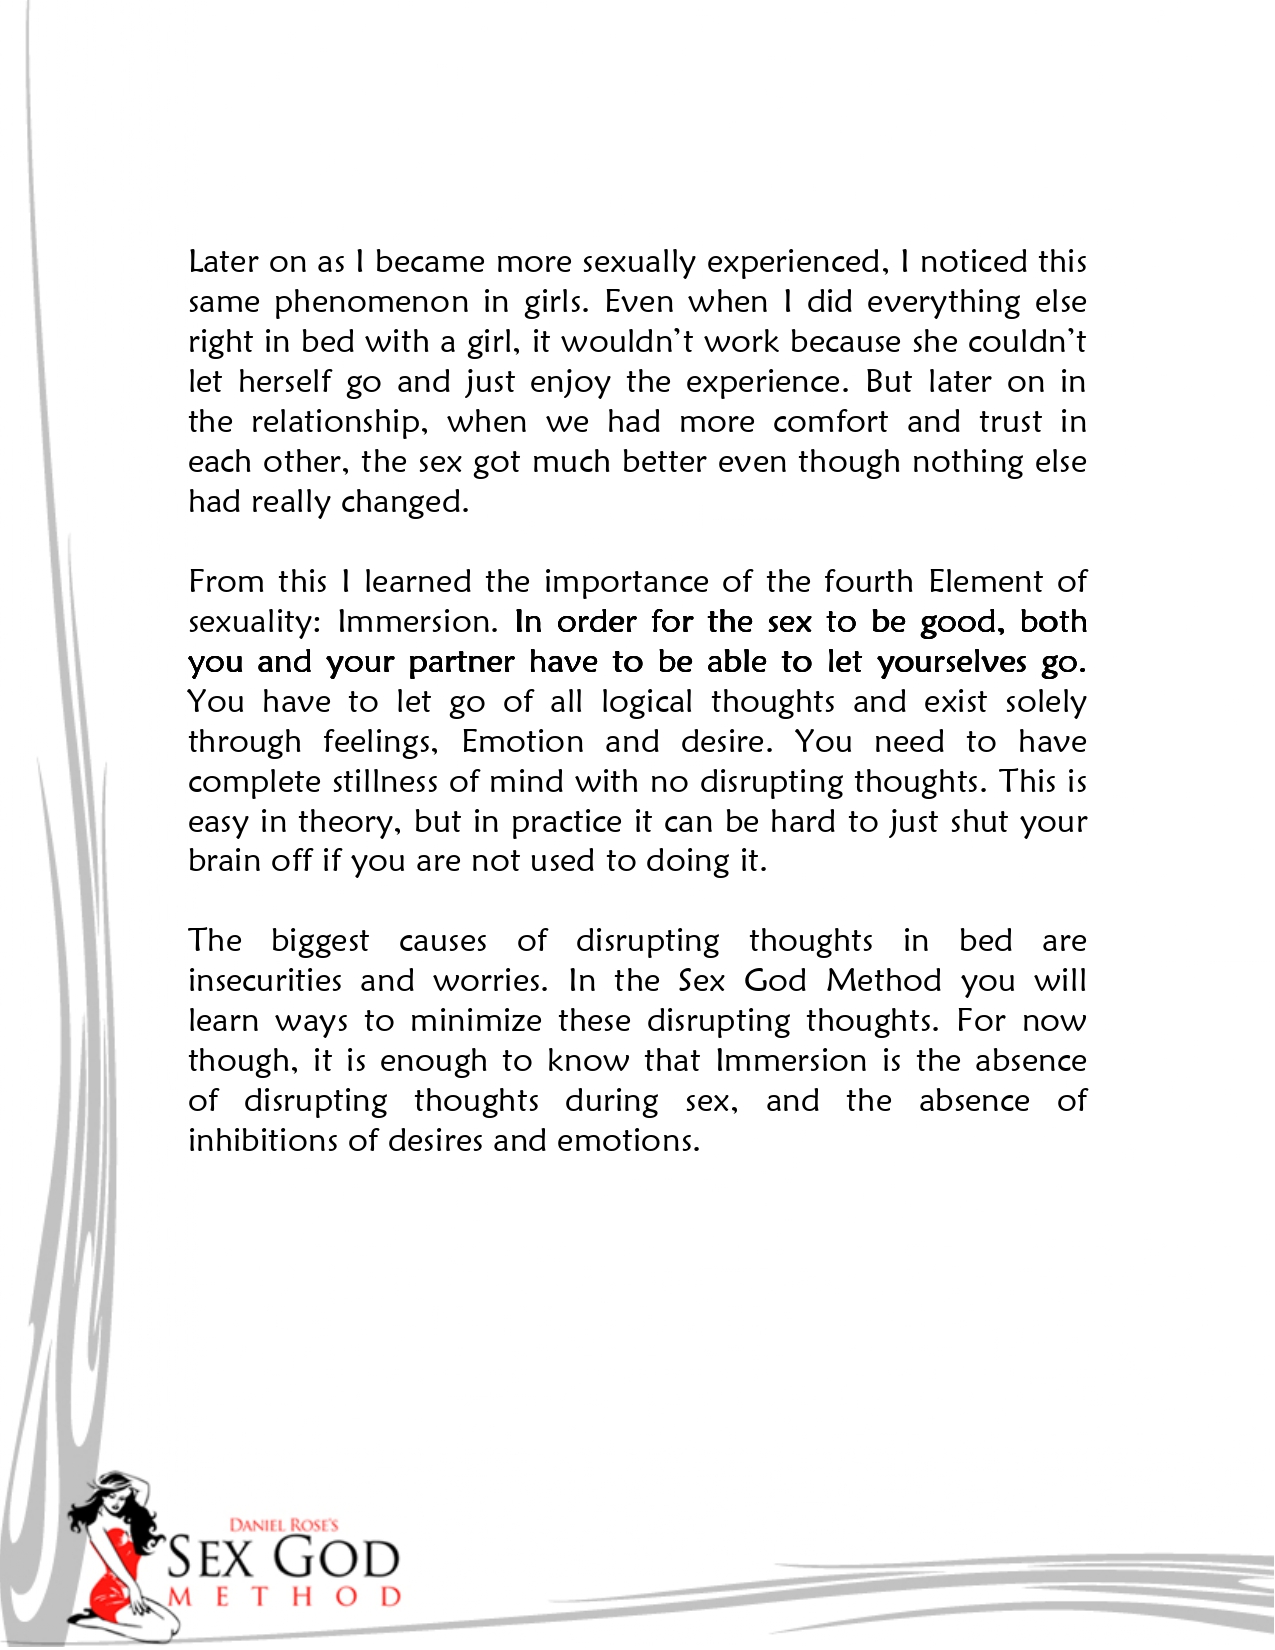 Later on as I became more sexually experienced, I noticed this
same phenomenon in girls. Even when I did everything else
right in bed with a girl, it wouldn’t work because she couldn’t
let herself go and just enjoy the experience. But later on in
the relationship, when we had more comfort and trust in
each other, the sex got much better even though nothing else
had really changed.
From this I learned the importance of the fourth Element of
sexuality: Immersion. In order for the sex to be good, both
you and your partner have to be able to let yourselves go.
You have to let go of all logical thoughts and exist solely
through feelings, Emotion and desire. You need to have
complete stillness of mind with no disrupting thoughts. This is
easy in theory, but in practice it can be hard to just shut your
brain off if you are not used to doing it.
The biggest causes of disrupting thoughts in bed are
insecurities and worries. In the Sex God Method you will
learn ways to minimize these disrupting thoughts. For now
though, it is enough to know that Immersion is the absence
of disrupting thoughts during sex, and the absence of
inhibitions of desires and emotions.
DANIEL ROSE'S
SEX GOD
METHOD